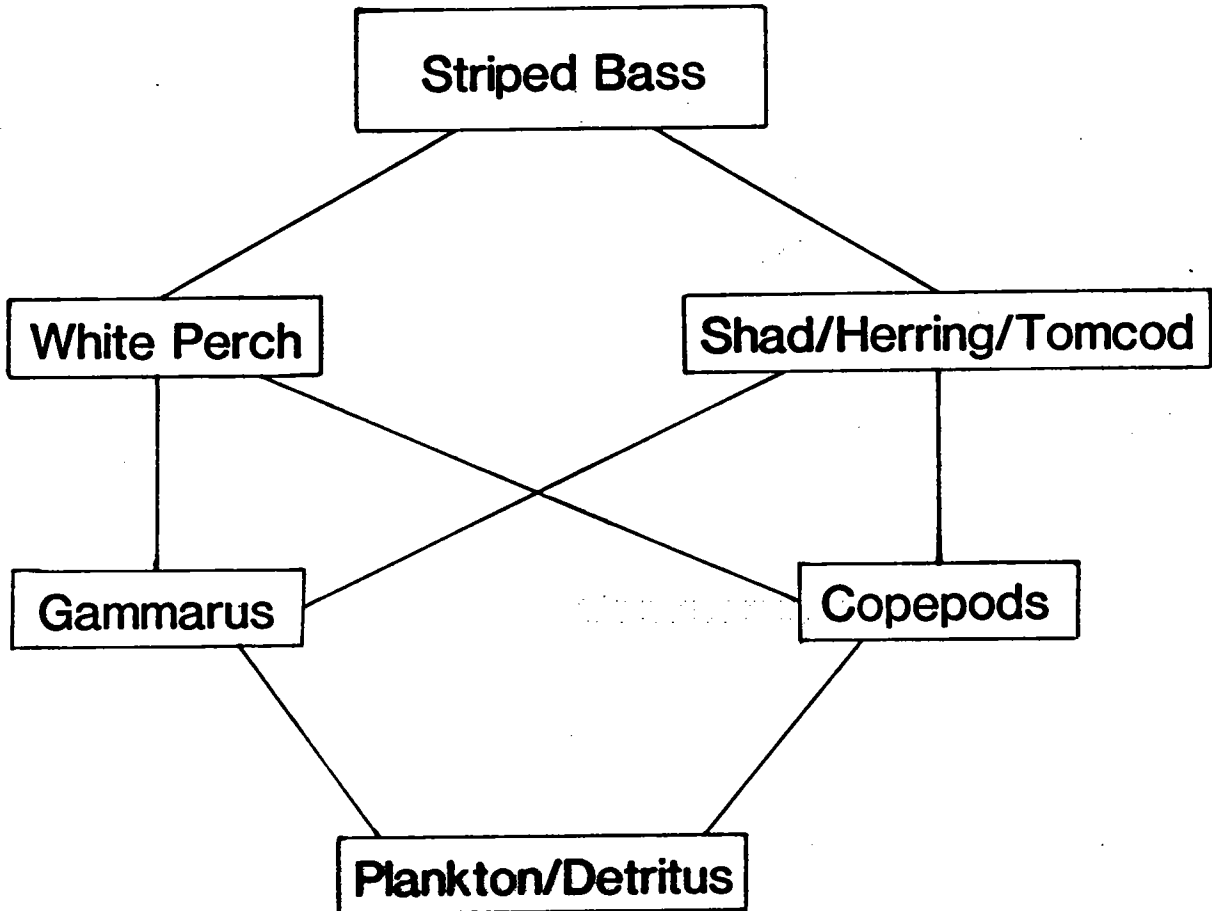 Striped Bass
White Perch
Shad/Herring/Tomcod
Gammarus
Copepods
Plankton/Detritus